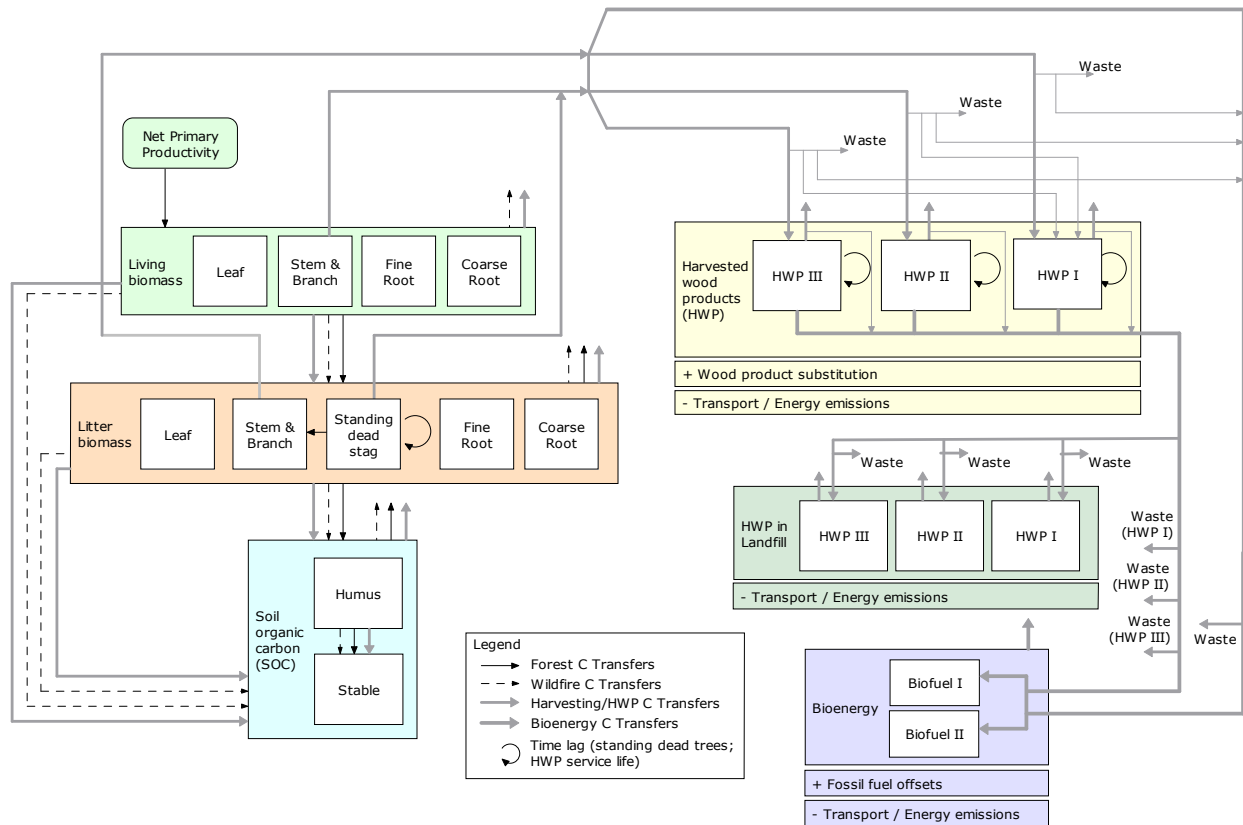 Waste
Waste
Waste
Net Primary
Productivity
Living
biomass
Leaf
Stem &
Branch
Fine
Root
Coarse
Root
Harvested
wood
products
(HWP)
HWP III
HWP II
HWP I
+ Wood product substitution
- Transport / Energy emissions
Litter
biomass
Leaf
Stem &
Branch
Standing
dead
stag
Fine
Root
Coarse
Root
Waste
Waste
Waste
HWP in
Landfill
HWP III
HWP II
HWP I
- Transport / Energy emissions
Waste
(HWP I)
Waste
(HWP II)
Waste
(HWP III)
Waste
Soil
organic
carbon
(SOC)
Humus
Stable
Legend
Forest C Transfers
Wildfire C Transfers
Harvesting/HWP C Transfers
Bioenergy C Transfers
Time lag (standing dead trees;
HWP service life)
Bioenergy
Biofuel I
Biofuel II
+ Fossil fuel offsets
- Transport / Energy emissions